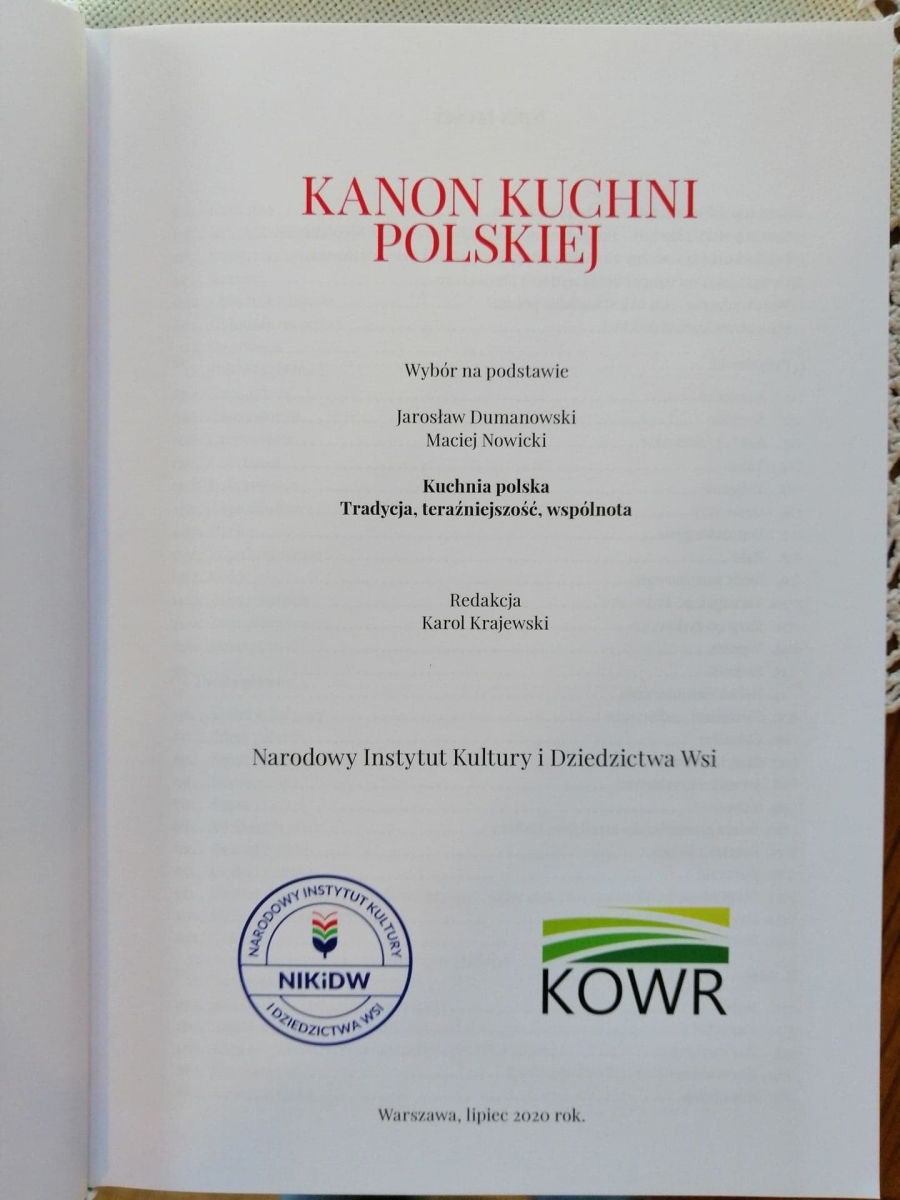 KANON KUCHNI
POLSKIEJ
Wybór na podstawie
Jarosław Dumanowski
Maciej Nowicki
Kuchnia polska
Tradycja, teraźniejszość, wspólnota
Redakcja
Karol Krajewski
Narodowy Instytut Kultury i Dziedzictwa Wsi
NARODOWY INSTYTUT KULTURY
NIKiDW
I DZIEDZICTWA WSI
KOWR
Warszawa, lipiec 2020 rok.